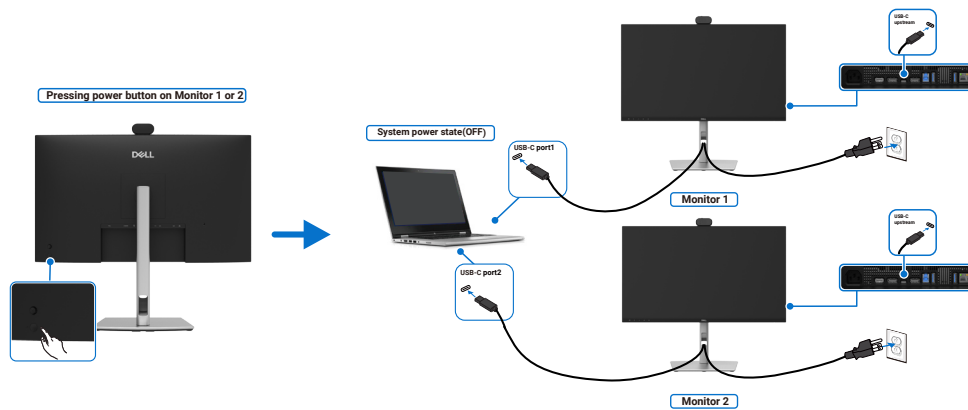 Pressing power button on Monitor 1 or 2
DELL
System power state(OFF)
USB-C port1
USB-C
upstream
Monitor 1
USB-C port2
USB-C
upstream
Monitor 2